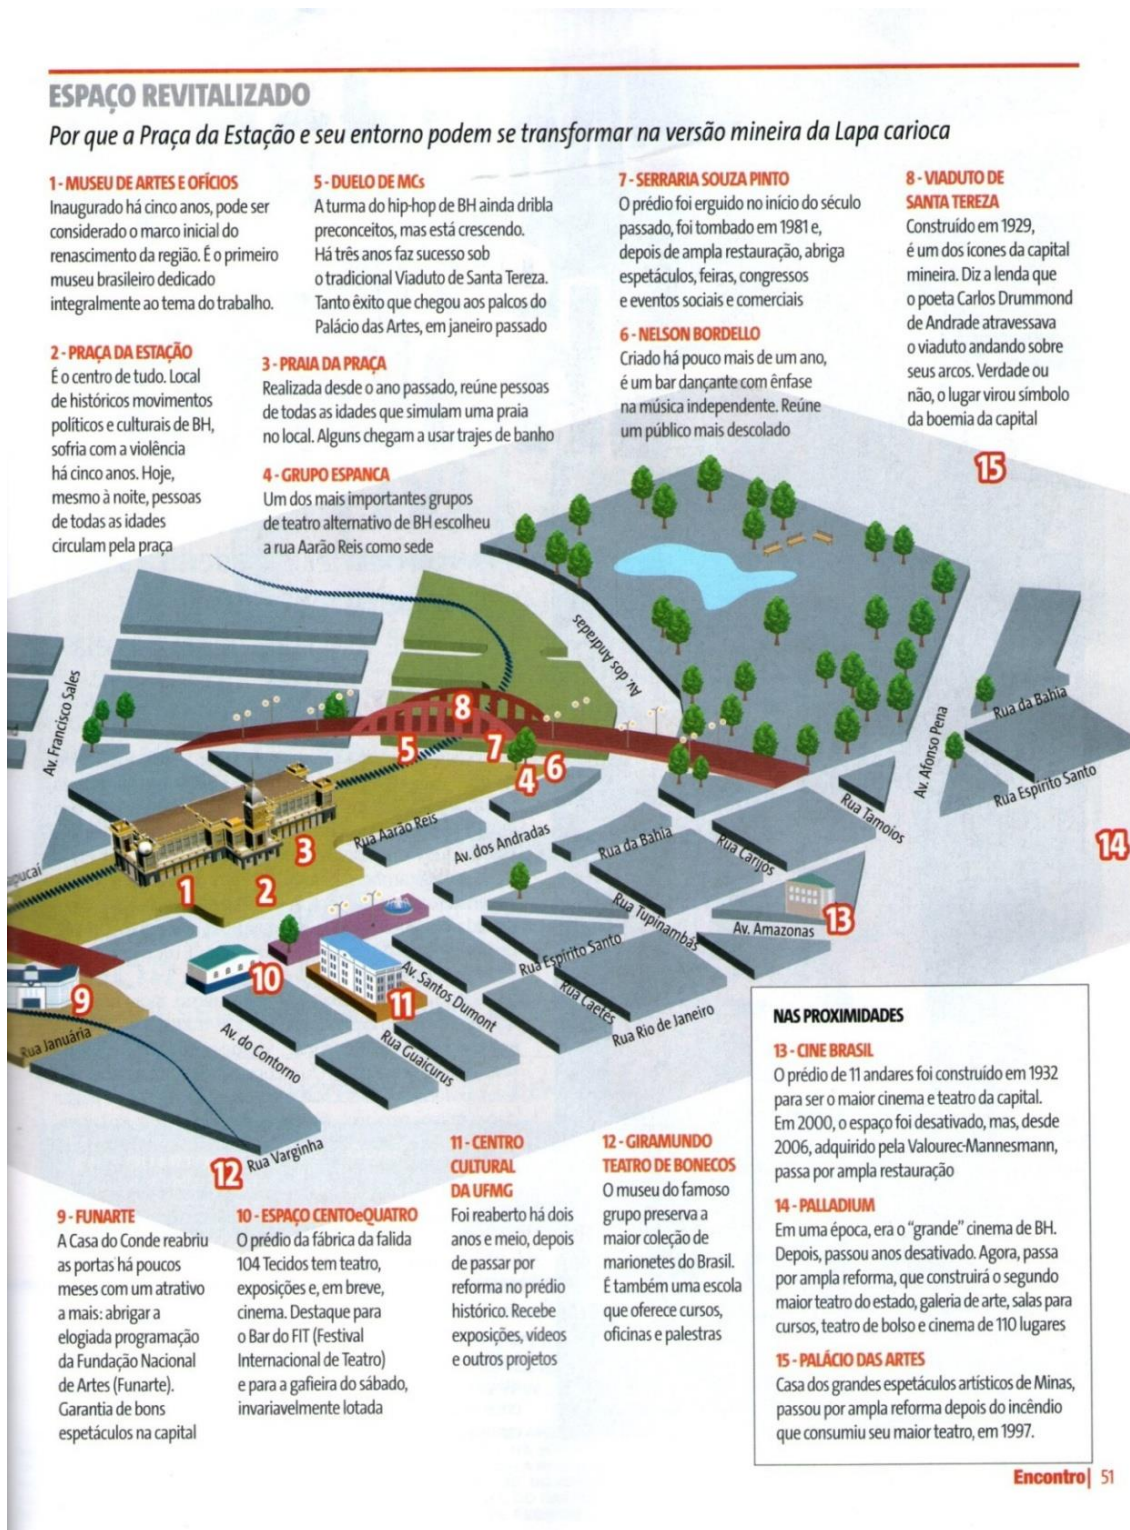 ESPAÇO REVITALIZADO
Por que a Praça da Estação e seu entorno podem se transformar na versão mineira da Lapa carioca
1 - MUSEU DE ARTES E OFÍCIOS
Inaugurado há cinco anos, pode ser
considerado o marco inicial do
renascimento da região. É o primeiro
museu brasileiro dedicado
integralmente ao tema do trabalho.
2 - PRAÇA DA ESTAÇÃO
É o centro de tudo. Local
de históricos movimentos
políticos e culturais de BH,
sofria com a violência
há cinco anos. Hoje,
mesmo à noite, pessoas
de todas as idades
circulam pela praça
5 - DUELO DE MCs
A turma do hip-hop de BH ainda dribla
preconceitos, mas está crescendo.
Há três anos faz sucesso sob
o tradicional Viaduto de Santa Tereza.
Tanto êxito que chegou aos palcos do
Palácio das Artes, em janeiro passado
3 - PRAIA DA PRAÇA
Realizada desde o ano passado, reúne pessoas
de todas as idades que simulam uma praia
no local. Alguns chegam a usar trajes de banho
4 - GRUPO ESPANCA
Um dos mais importantes grupos
de teatro alternativo de BH escolheu
a rua Aarão Reis como sede
7 - SERRARIA SOUZA PINTO
O prédio foi erguido no início do século
passado, foi tombado em 1981 e,
depois de ampla restauração, abriga
espetáculos, feiras, congressos
e eventos sociais e comerciais
6 - NELSON BORDELLO
Criado há pouco mais de um ano,
é um bar dançante com ênfase
na música independente. Reúne
um público mais descolado
8 - VIADUTO DE
SANTA TEREZA
Construído em 1929,
é um dos ícones da capital
mineira. Diz a lenda que
o poeta Carlos Drummond
de Andrade atravessava
o viaduto andando sobre
seus arcos. Verdade ou
não, o lugar virou símbolo
da boemia da capital
15
Av. dos Andradas
Av. Francisco Sales
8
5
7
4
6
Rua da Bahia
Av. Afonso Pena
Rua Espírito Santo
Rua Tamoios
14
3
Rua Aarão Reis
Av. dos Andradas
Rua da Bahia
Rua Carijós
1
2
Rua Tupinambás
Av. Amazonas
13
9
10
11
Av. Santos Dumont
Rua Espírito Santo
Rua Caetés
Rua Rio de Janeiro
Rua Januária
Av. do Contorno
Rua Guaicurus
12
Rua Varginha
9 - FUNARTE
A Casa do Conde reabriu
as portas há poucos
meses com um atrativo
a mais: abrigar a
elogiada programação
da Fundação Nacional
de Artes (Funarte).
Garantia de bons
espetáculos na capital
10 - ESPAÇO CENTOeQUATRO
O prédio da fábrica da falida
104 Tecidos tem teatro,
exposições e, em breve,
cinema. Destaque para
o Bar do FIT (Festival
Internacional de Teatro)
e para a gafieira do sábado,
invariavelmente lotada
11 - CENTRO
CULTURAL
DA UFMG
Foi reaberto há dois
anos e meio, depois
de passar por
reforma no prédio
histórico. Recebe
exposições, vídeos
e outros projetos
12 - GIRAMUNDO
TEATRO DE BONECOS
O museu do famoso
grupo preserva a
maior coleção de
marionetes do Brasil.
É também uma escola
que oferece cursos,
oficinas e palestras
NAS PROXIMIDADES
13 - CINE BRASIL
O prédio de 11 andares foi construído em 1932
para ser o maior cinema e teatro da capital.
Em 2000, o espaço foi desativado, mas, desde
2006, adquirido pela Valourec-Mannesmann,
passa por ampla restauração
14 - PALLADIUM
Em uma época, era o "grande" cinema de BH.
Depois, passou anos desativado. Agora, passa
por ampla reforma, que construirá o segundo
maior teatro do estado, galeria de arte, salas para
cursos, teatro de bolso e cinema de 110 lugares
15 - PALÁCIO DAS ARTES
Casa dos grandes espetáculos artísticos de Minas,
passou por ampla reforma depois do incêndio
que consumiu seu maior teatro, em 1997.
Encontro| 51